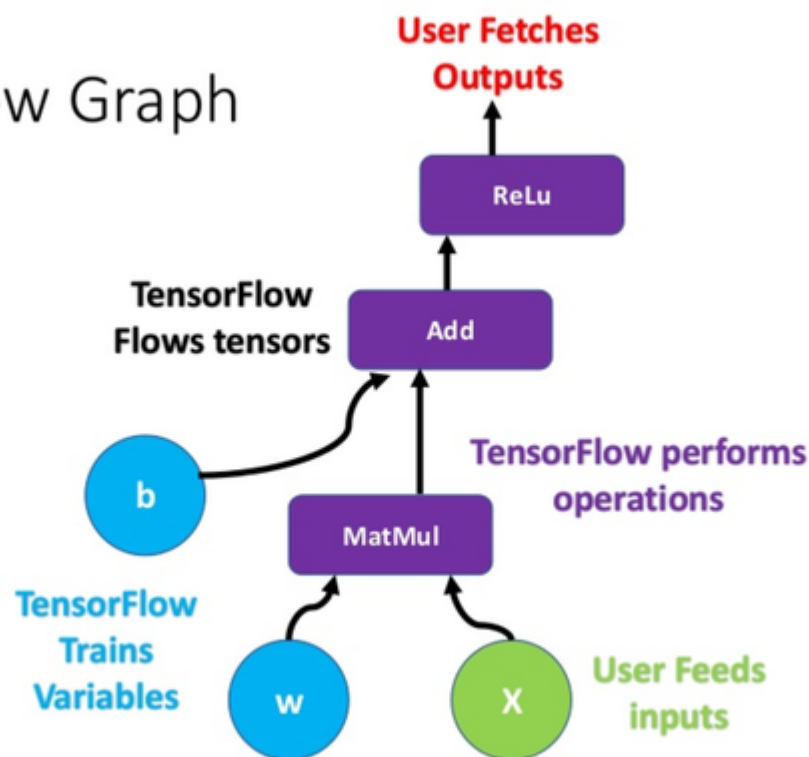 User Fetches
Outputs
w Graph
ReLu
TensorFlow
Flows tensors
Add
TensorFlow performs
operations
b
MatMul
TensorFlow
Trains
Variables
w
X
User Feeds
inputs